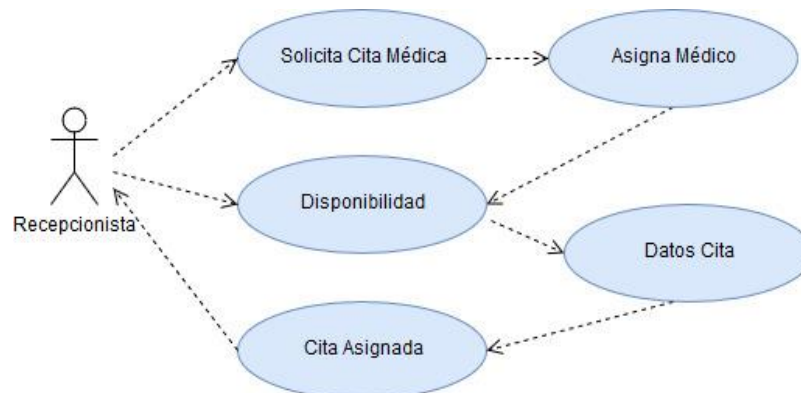 Solicita Cita Médica
Asigna Médico
Recepcionista
Disponibilidad
Datos Cita
Cita Asignada